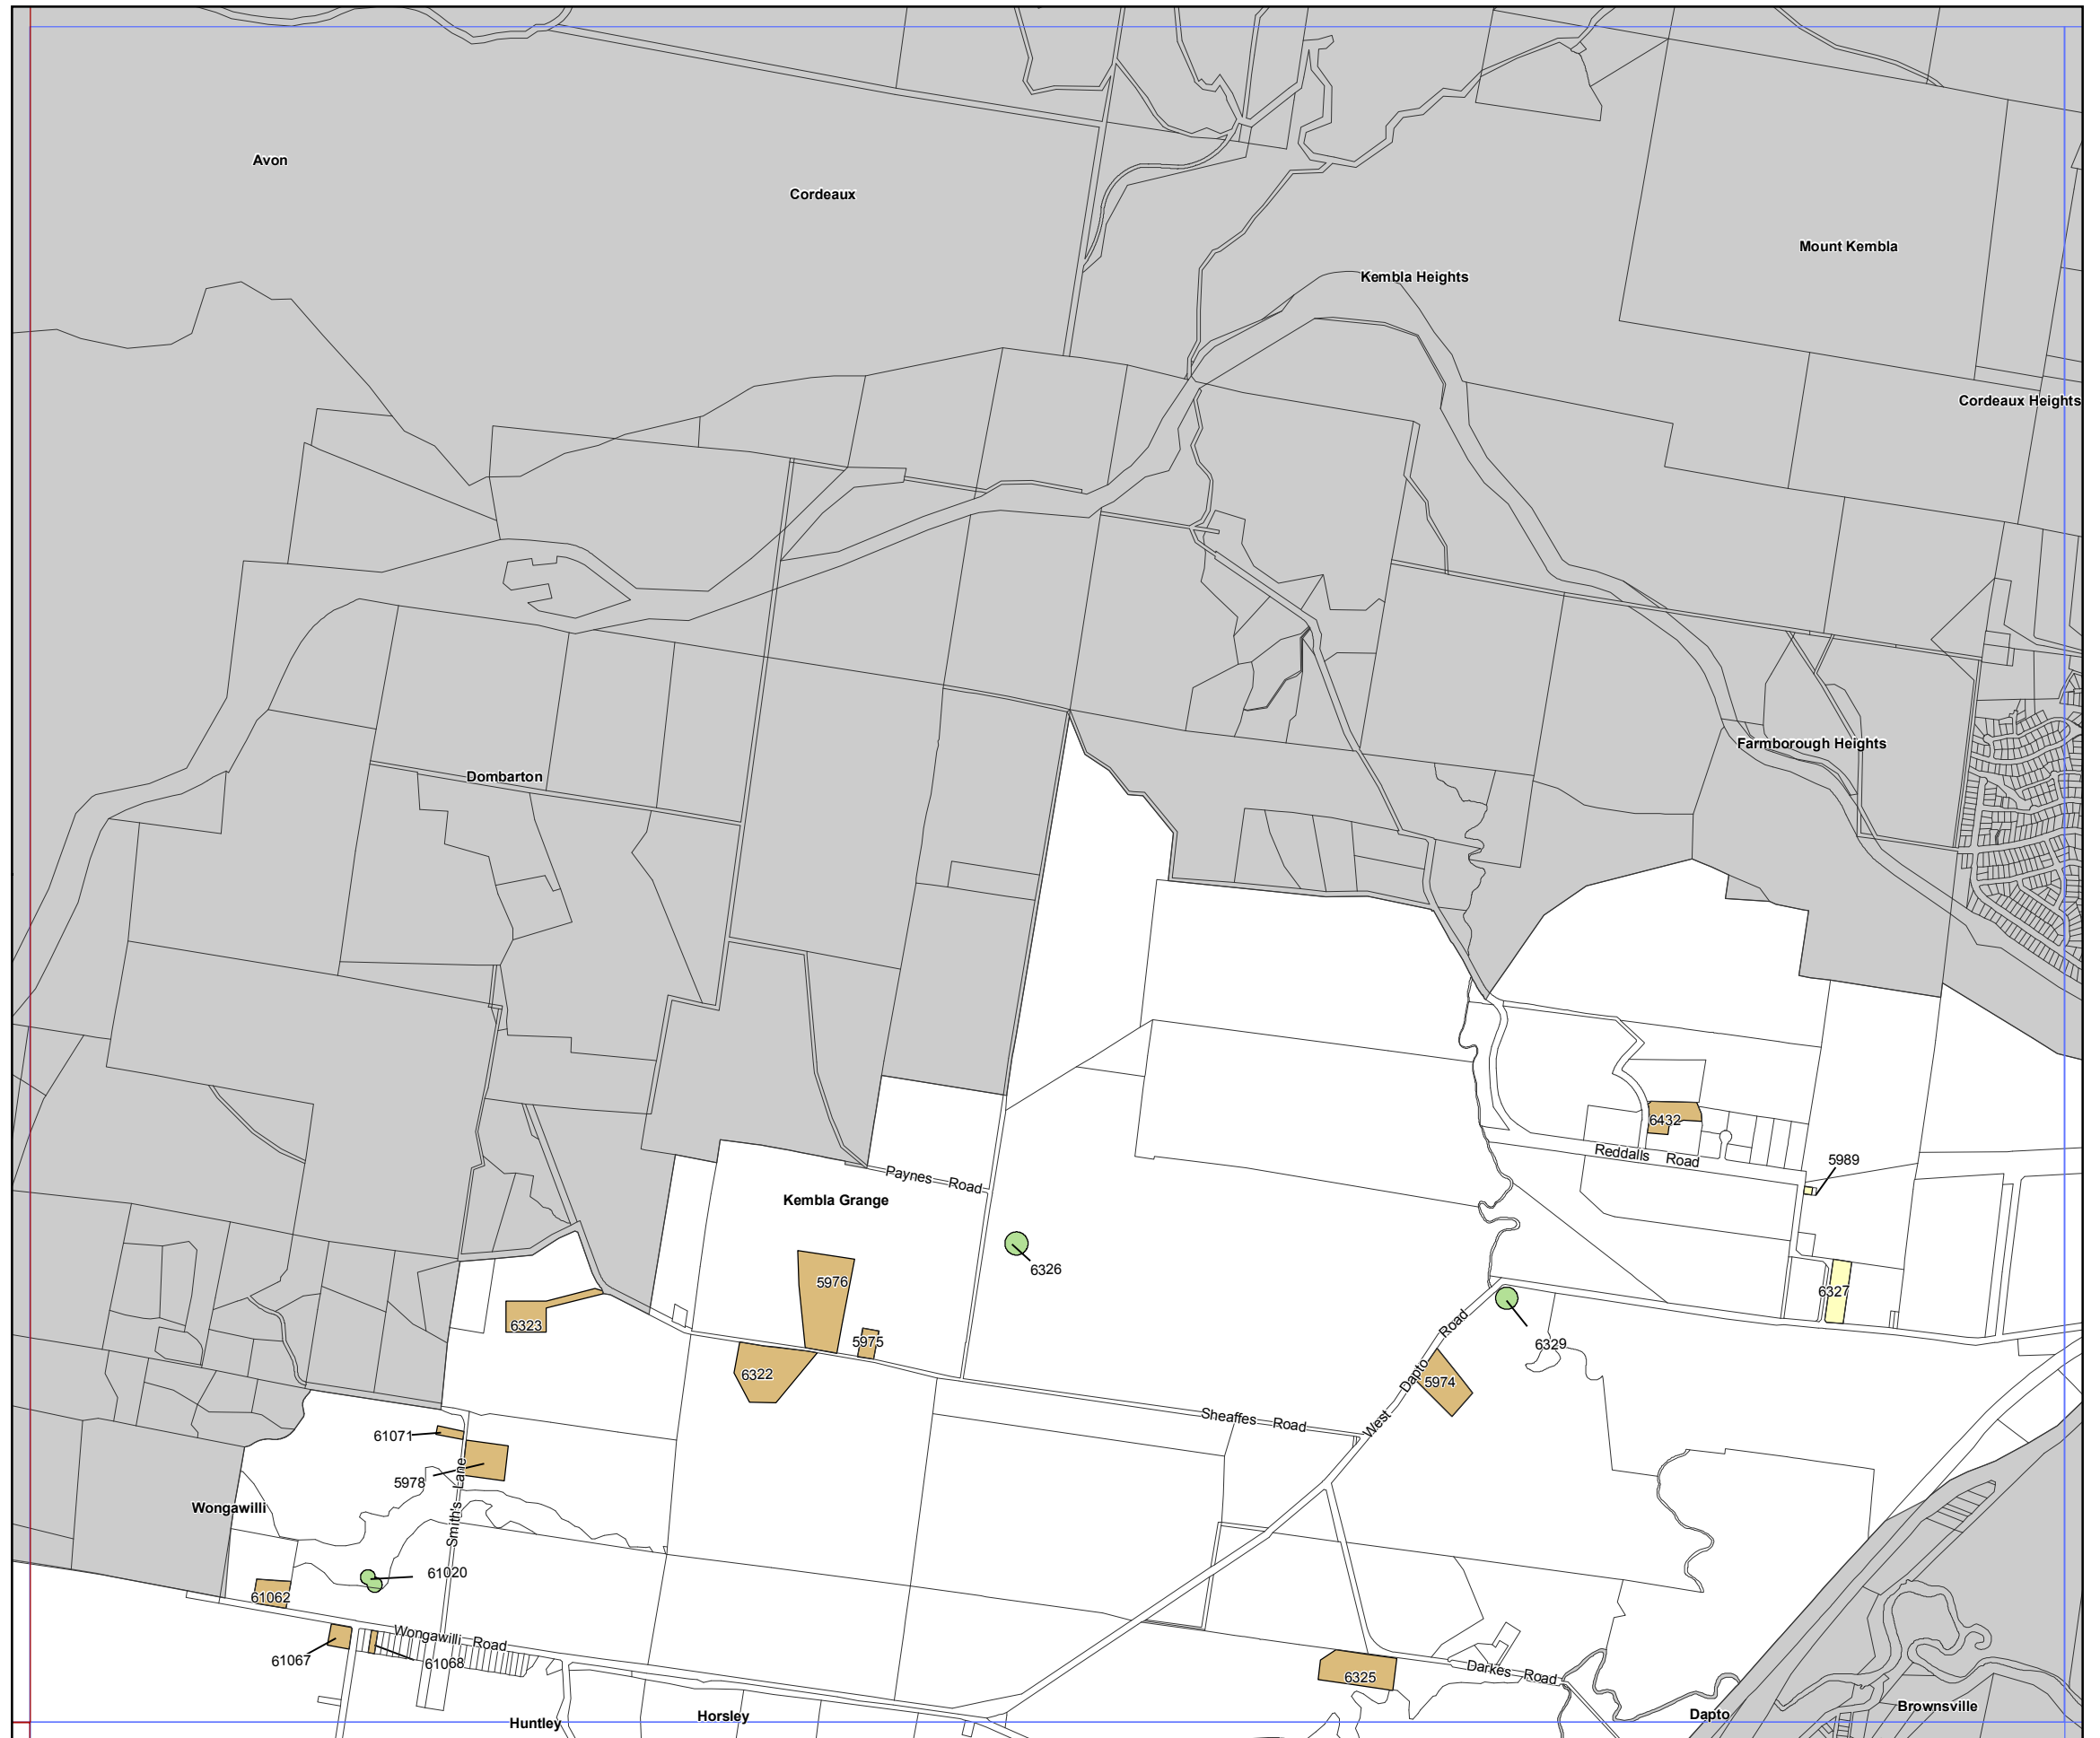 Avon
Cordeaux
Mount Kembla
Kembla Heights
Cordeaux Heights
Farmborough Heights
Dombarton
6432
Reddalls Road
5989
Paynes Road
Kembla Grange
6326
5976
6327
6323
Road
5975
6329
6322
Dapto
5974
Sheaffes Road
West
61071
5978
Smith's Lane
Wongawilli
61020
61062
Wongawilli Road
61067
61068
Darkes Road
6325
Brownsville
Horsley
Dapto
Huntley